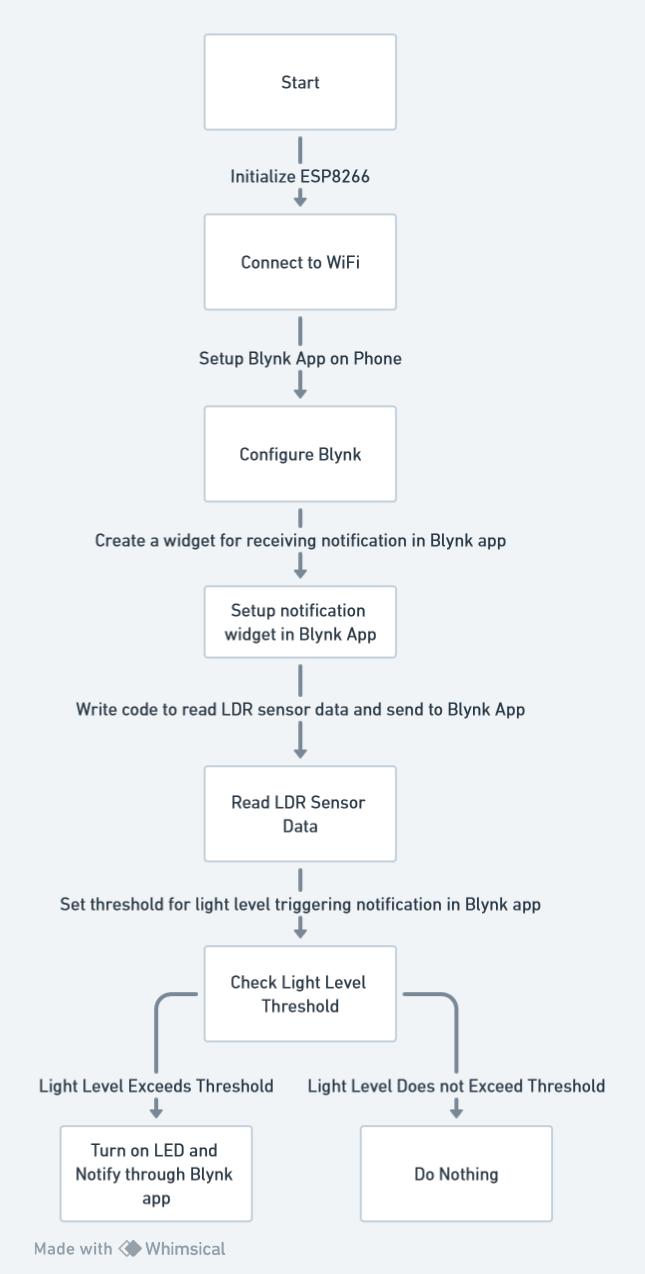 Start
Initialize ESP8266
Connect to WiFi
Setup Blynk App on Phone
Configure Blynk
Create a widget for receiving notification in Blynk app
Setup notification
widget in Blynk App
Write code to read LDR sensor data and send to Blynk App
Read LDR Sensor
Data
Set threshold for light level triggering notification in Blynk app
Check Light Level
Threshold
Light Level Exceeds Threshold
Light Level Does not Exceed Threshold
Turn on LED and
Notify through Blynk
app
Do Nothing
Made with Whimsical